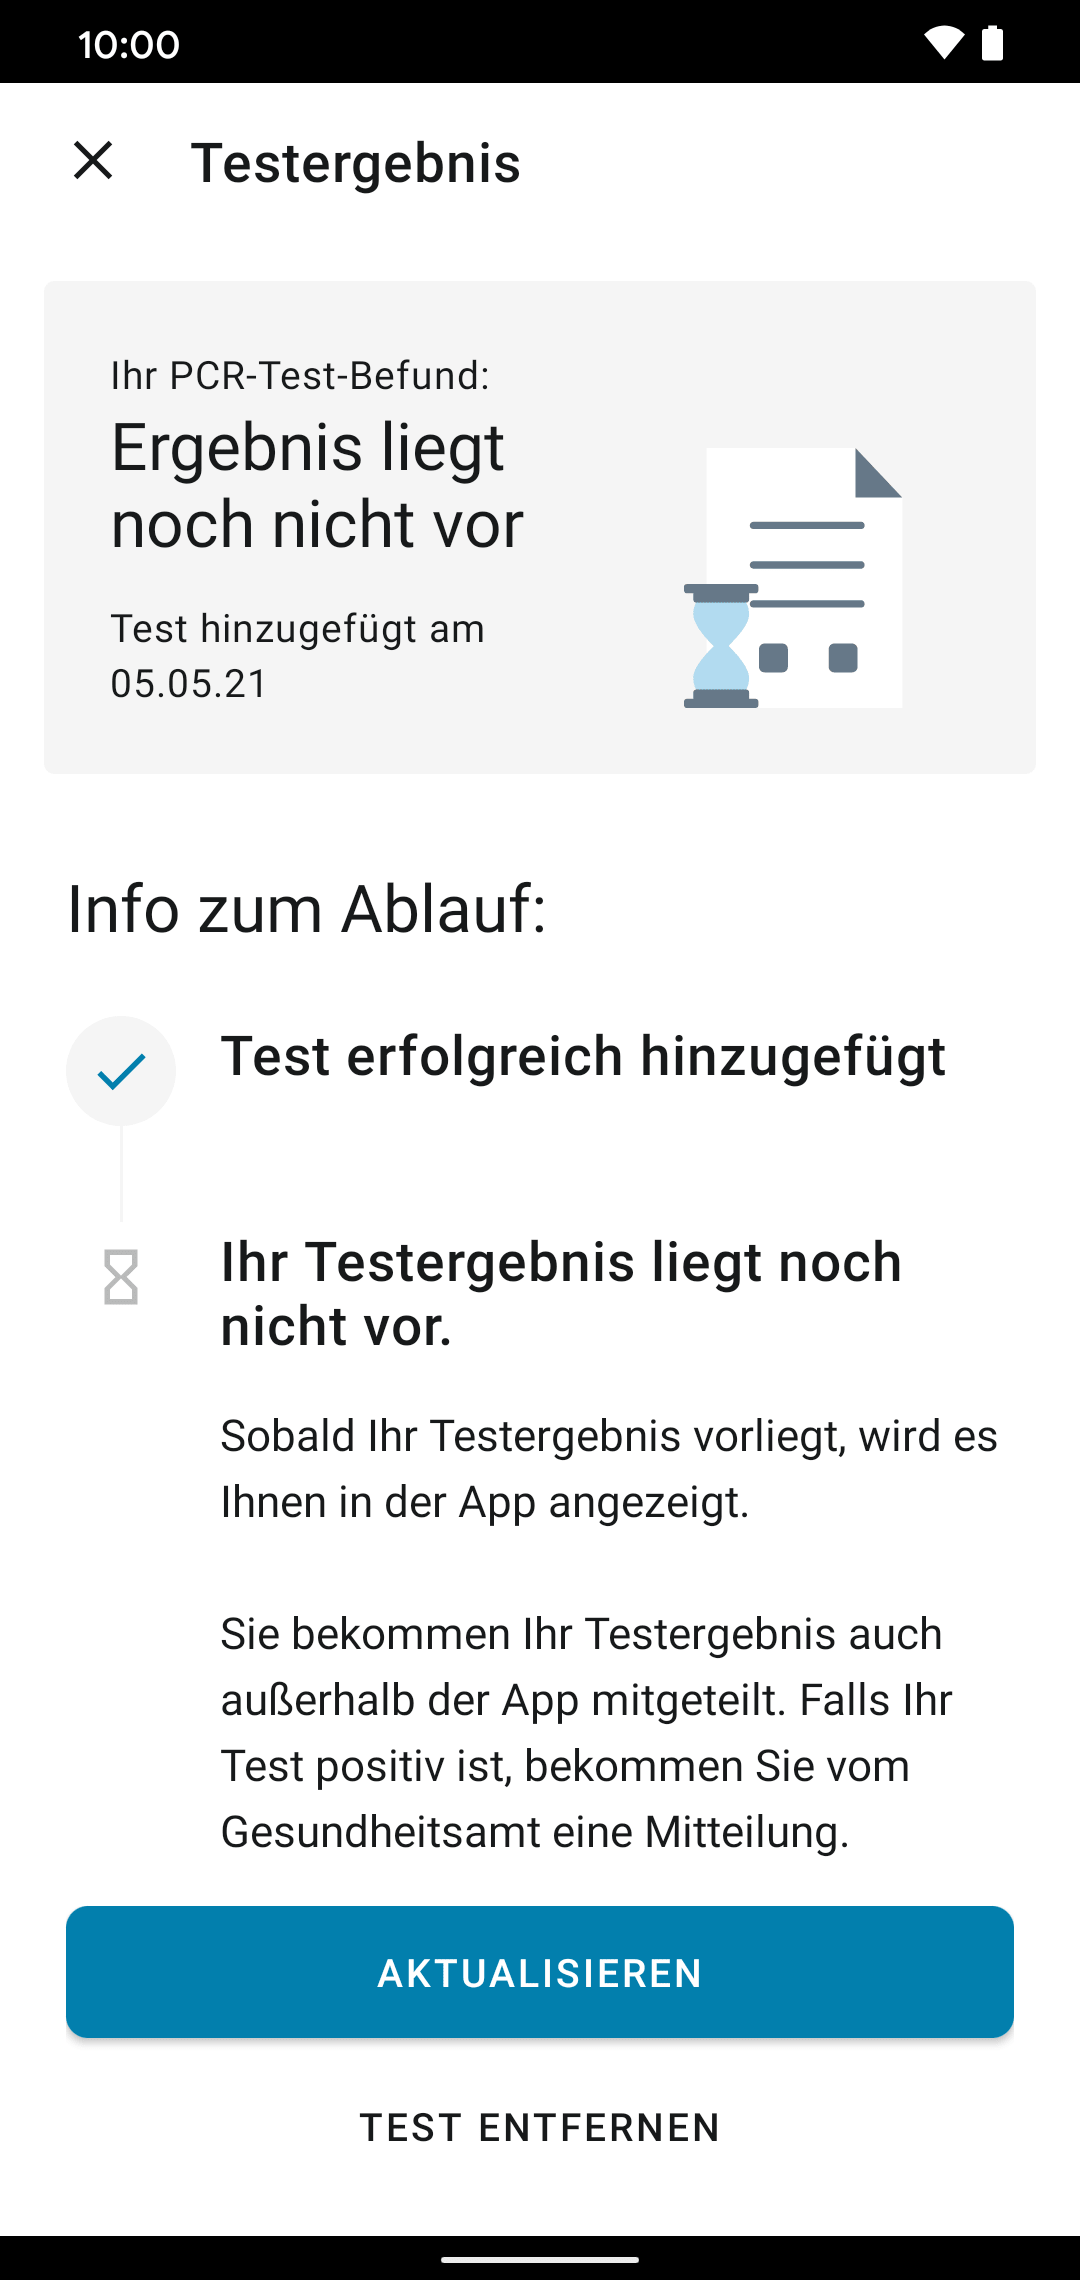 10:00
Testergebnis
Ihr PCR-Test-Befund:
Ergebnis liegt
noch nicht vor
Test hinzugefügt am
05.05.21
Info zum Ablauf:
Test erfolgreich hinzugefügt
Ihr Testergebnis liegt noch
nicht vor.
Sobald Ihr Testergebnis vorliegt, wird es
Ihnen in der App angezeigt.
Sie bekommen Ihr Testergebnis auch
außerhalb der App mitgeteilt. Falls Ihr
Test positiv ist, bekommen Sie vom
Gesundheitsamt eine Mitteilung.
AKTUALISIEREN
TEST ENTFERNEN